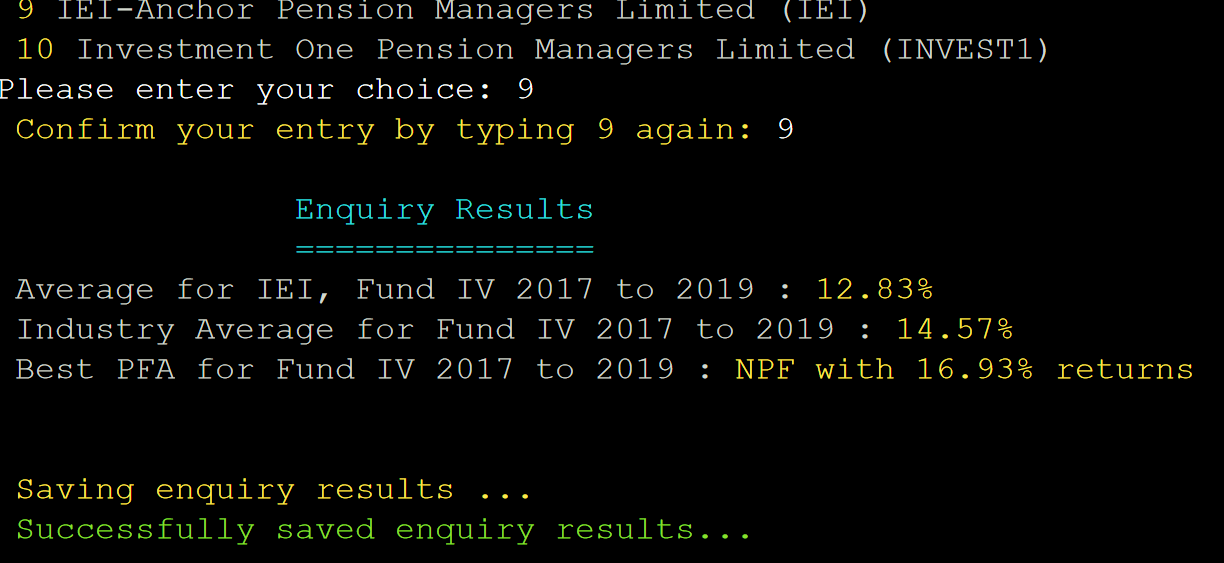 9 IEI-Anchor Pension Managers Limited (IEI)
10 Investment One Pension Managers Limited (INVEST1)
Please enter your choice: 9
Confirm your entry by typing 9 again: 9
Enquiry Results
===============
Average for IEI, Fund IV 2017 to 2019 : 12.83%
Industry Average for Fund IV 2017 to 2019 : 14.57%
Best PFA for Fund IV 2017 to 2019 : NPF with 16.93% returns
Saving enquiry results ...
Successfully saved enquiry results...